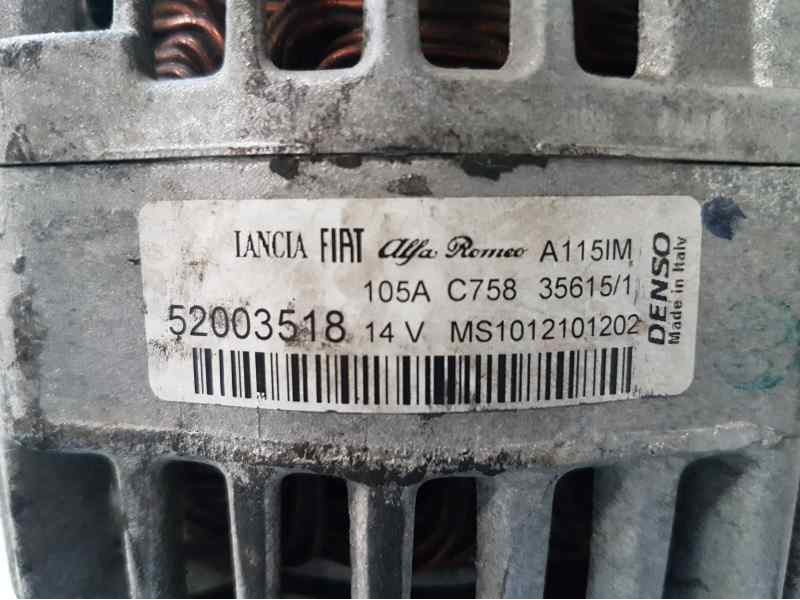 LANCIA FIAT Alfa Romeo A115IM
105A C758 35615/1
52003518 14 V MS1012101202
DENSO
Made in Italy